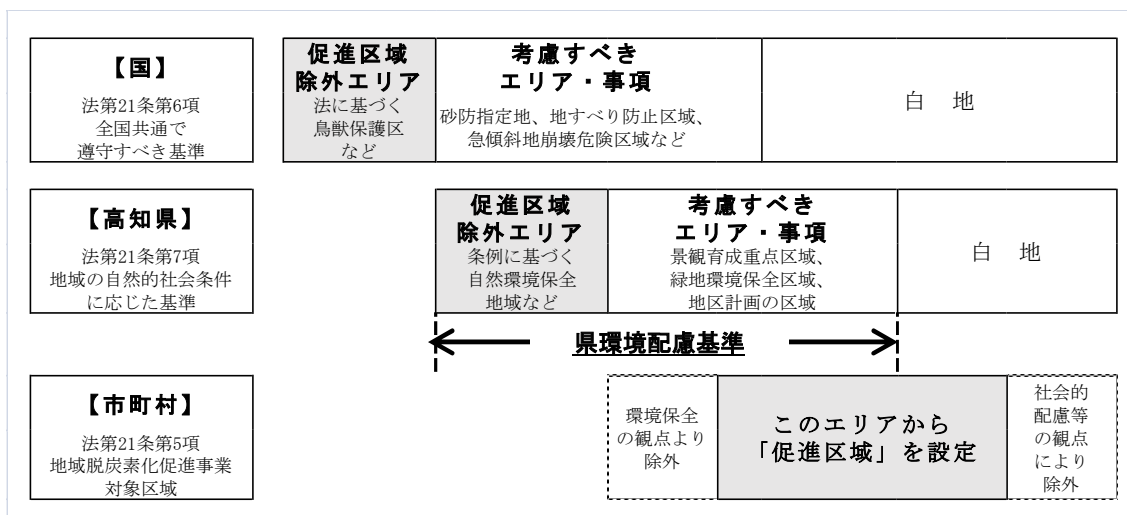 【国】
法第21条第6項
全国共通で
遵守すべき基準
促進区域
除外エリア
法に基づく
鳥獣保護区
など
考慮すべき
エリア・事項
砂防指定地、地すべり防止区域、
急傾斜地崩壊危険区域など
白　地
【高知県】
法第21条第7項
地域の自然的社会条件
に応じた基準
促進区域
除外エリア
条例に基づく
自然環境保全
地域など
考慮すべき
エリア・事項
景観育成重点区域、
緑地環境保全区域、
地区計画の区域
白　地
県環境配慮基準
【市町村】
法第21条第5項
地域脱炭素化促進事業
対象区域
環境保全
の観点より
除外
このエリアから
「促進区域」を設定
社会的
配慮等
の観点
により
除外